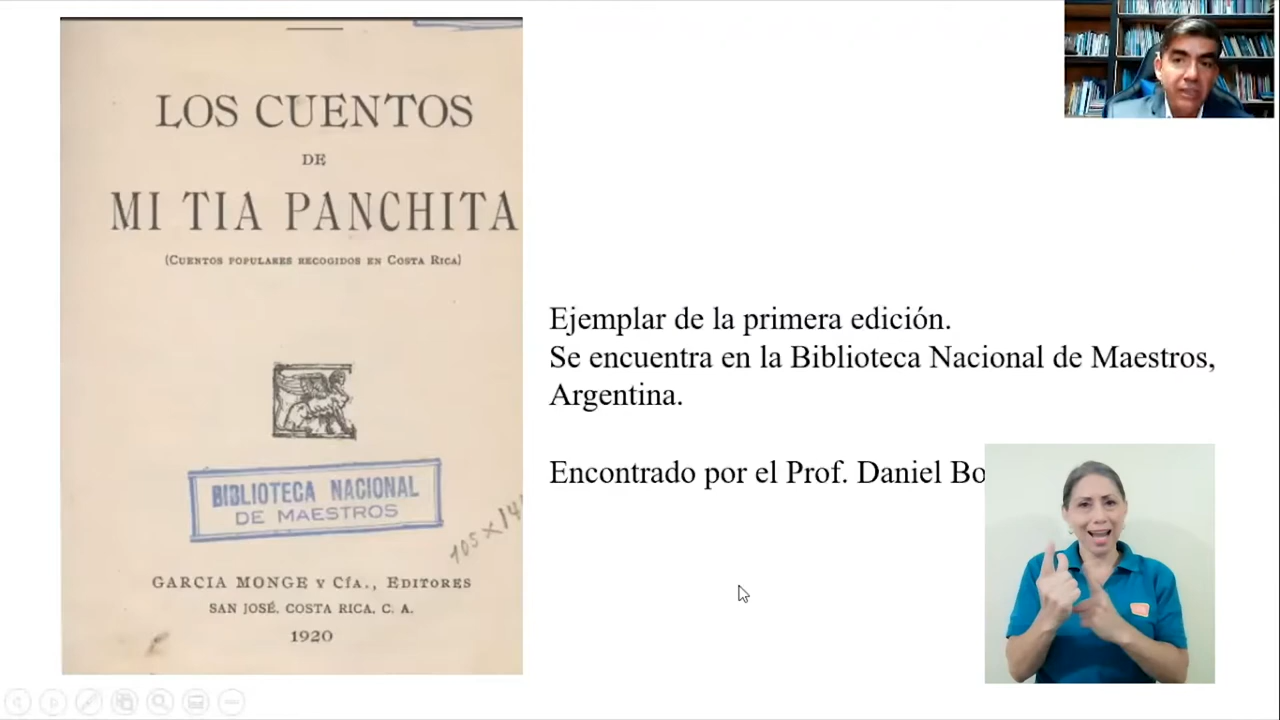 LOS CUENTOS
DE
MI TIA PANCHITA
(CUENTOS POPULARES RECOGIDOS EN COSTA RICA)
BIBLIOTECA NACIONAL
DE MAESTROS
GARCIA MONGE Y CÍA., EDITORES
SAN JOSÉ, COSTA RICA, C. A.
1920
Ejemplar de la primera edición.
Se encuentra en la Biblioteca Nacional de Maestros,
Argentina.
Encontrado por el Prof. Daniel